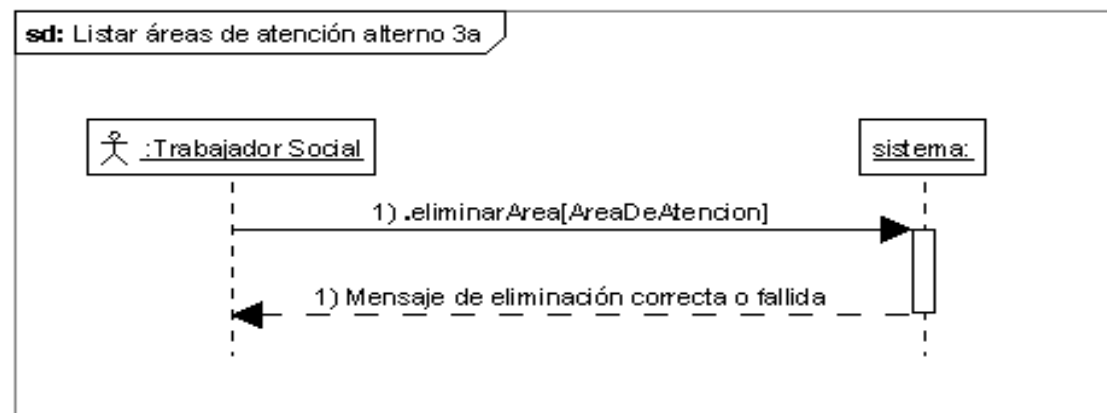 sd: Listar áreas de atención alterno 3a
:Trabajador Social
sistema:
1) .eliminarArea[AreaDeAtencion]
1) Mensaje de eliminación correcta o fallida